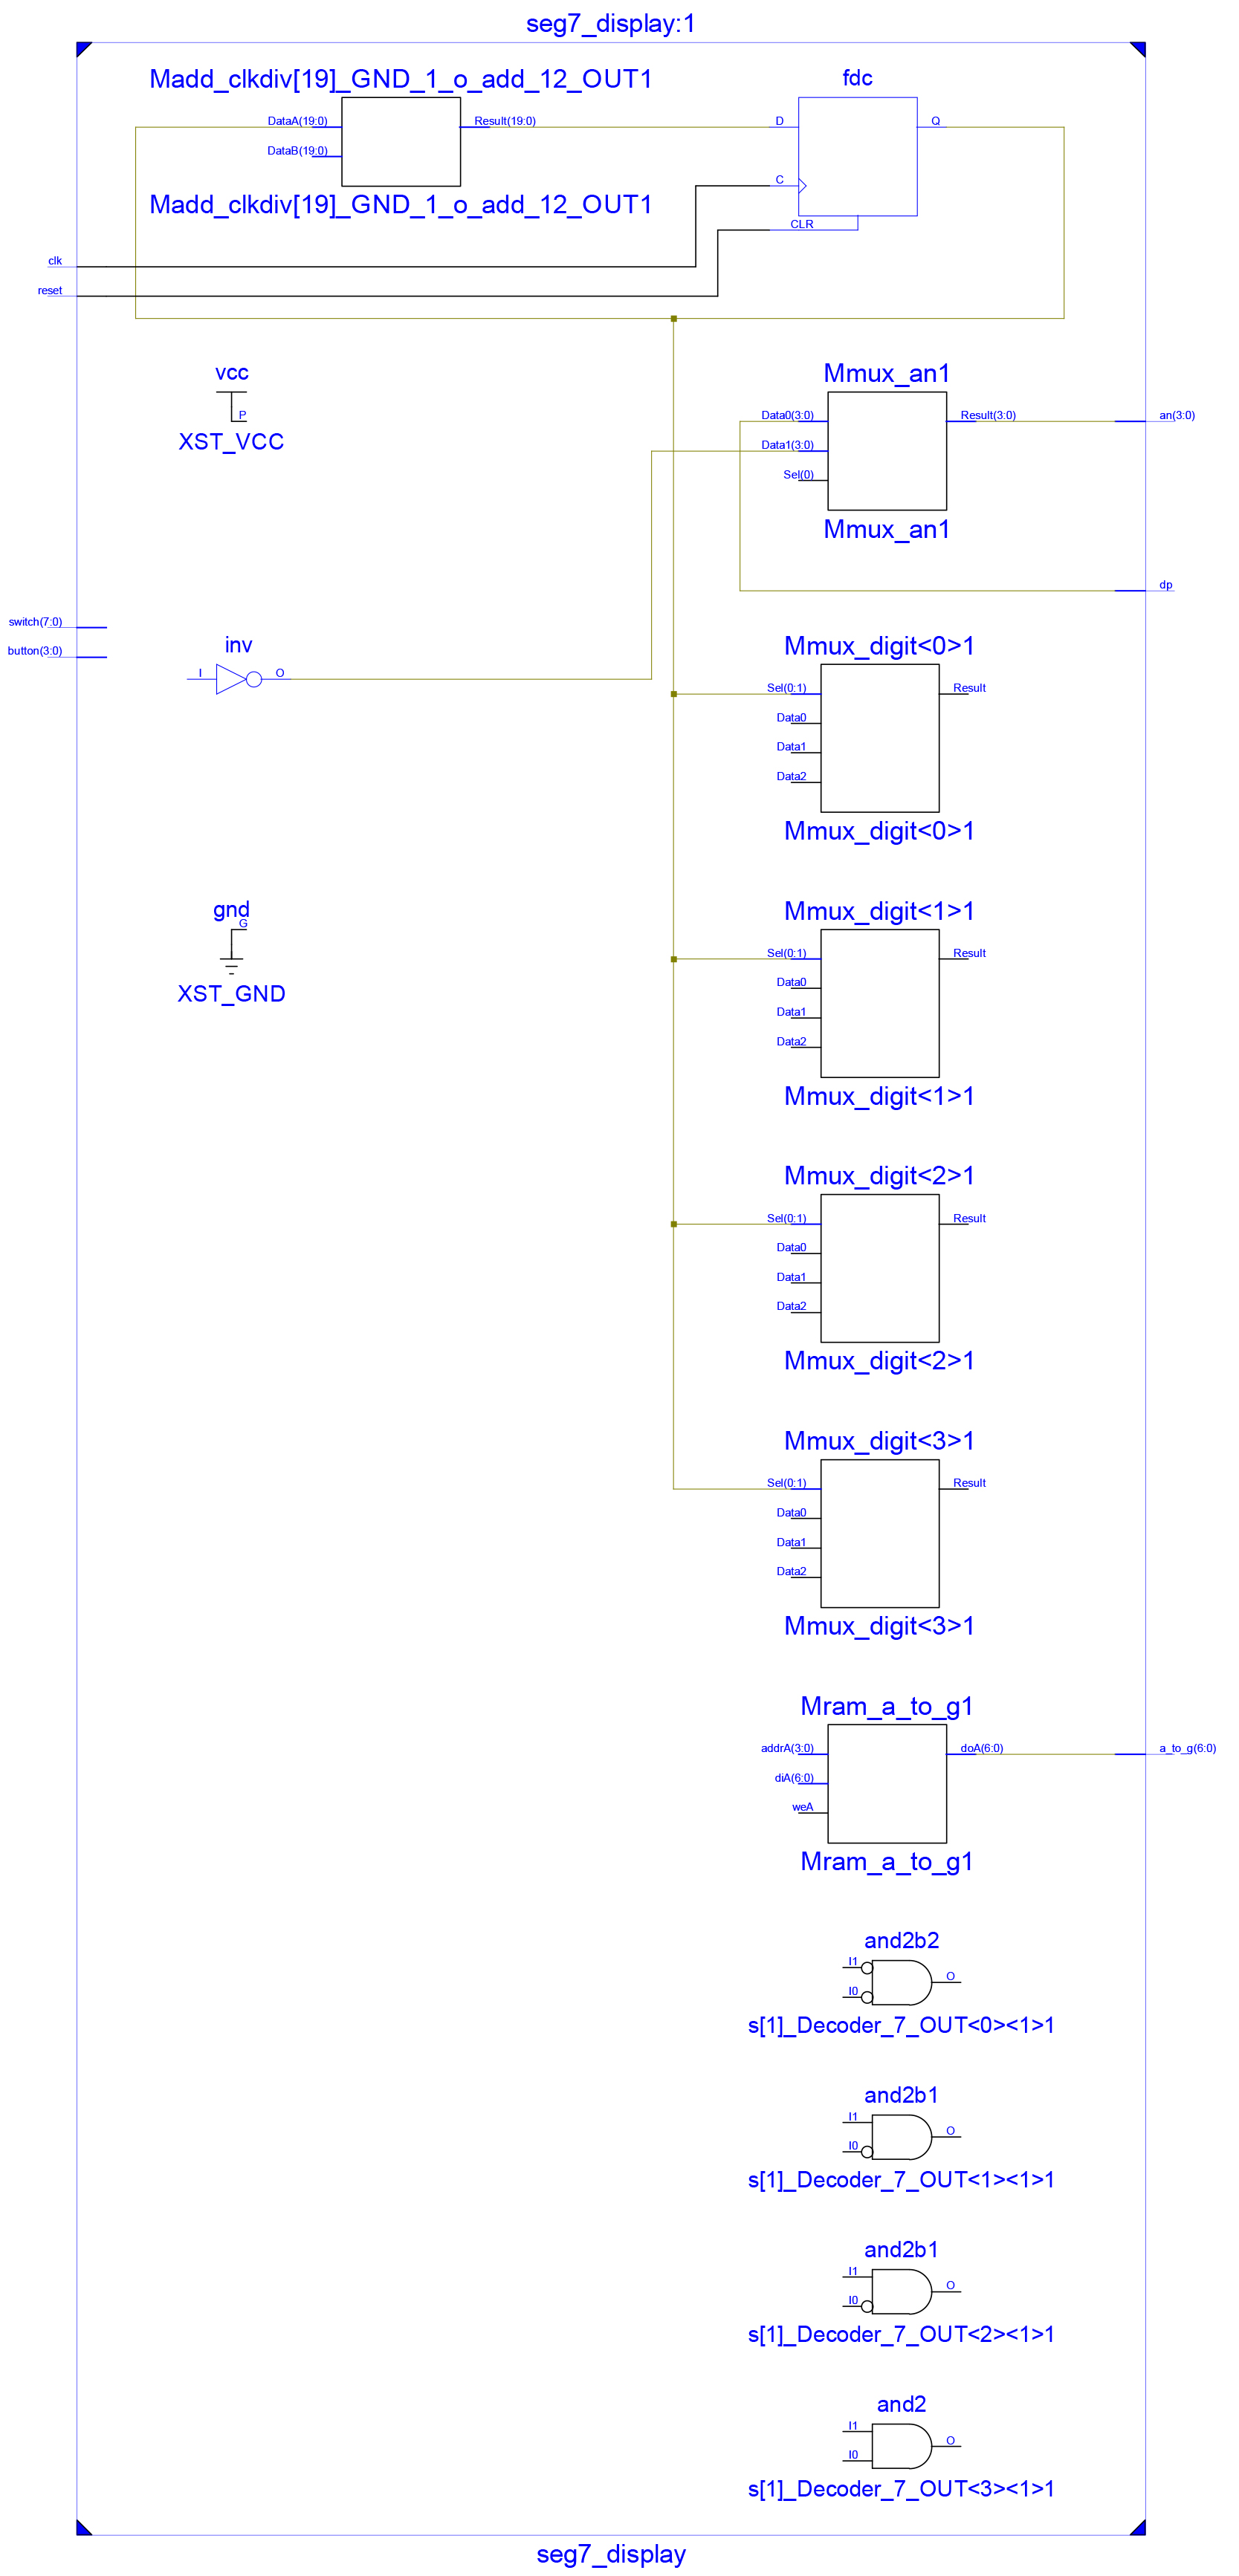 seg7_display:1
Madd_clkdiv[19]_GND_1_o_add_12_OUT1
fdc
DataA(19:0)
Result(19:0)
D
Q
DataB(19:0)
C
Madd_clkdiv[19]_GND_1_o_add_12_OUT1
CLR
clk
reset
vcc
Mmux_an1
P
Data0(3:0)
Result(3:0)
an(3:0)
XST_VCC
Data1(3:0)
Sel(0)
Mmux_an1
dp
switch(7:0)
button(3:0)
inv
I
O
Mmux_digit<0>1
Sel(0:1)
Result
Data0
Data1
Data2
Mmux_digit<0>1
gnd
G
XST_GND
Mmux_digit<1>1
Sel(0:1)
Result
Data0
Data1
Data2
Mmux_digit<1>1
Mmux_digit<2>1
Sel(0:1)
Result
Data0
Data1
Data2
Mmux_digit<2>1
Mmux_digit<3>1
Sel(0:1)
Result
Data0
Data1
Data2
Mmux_digit<3>1
Mram_a_to_g1
addrA(3:0)
doA(6:0)
a_to_g(6:0)
diA(6:0)
weA
Mram_a_to_g1
and2b2
I1
O
I0
s[1]_Decoder_7_OUT<0><1>1
and2b1
I1
O
I0
s[1]_Decoder_7_OUT<1><1>1
and2b1
I1
O
I0
s[1]_Decoder_7_OUT<2><1>1
and2
I1
O
I0
s[1]_Decoder_7_OUT<3><1>1
seg7_display